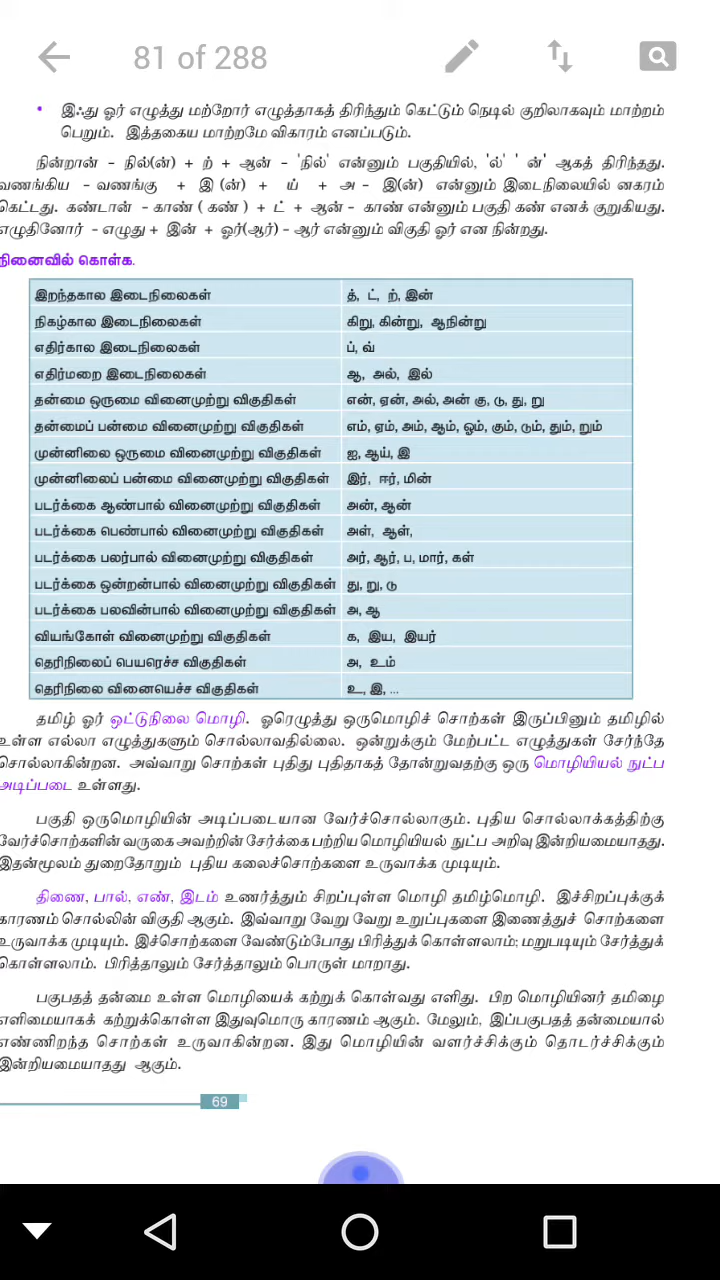 81 of 288
• இஃது ஓர் எழுத்து மற்றோர் எழுத்தாகத் திரிந்தும் கெட்டும் நெடில் குறிலாகவும் மாற்றம்
பெறும். இத்தகைய மாற்றமே விகாரம் எனப்படும்.
நின்றான் – நில்(ன்) + ற் + ஆன் – 'நில்' என்னும் பகுதியில், 'ல்' ' ன்' ஆகத் திரிந்தது.
வணங்கிய – வணங்கு + இ (ன்) + ய் + அ – இ(ன்) என்னும் இடைநிலையில் னகரம்
கெட்டது. கண்டான் – காண் ( கண் ) + ட் + ஆன் – காண் என்னும் பகுதி கண் எனக் குறுகியது.
எழுதினோர் – எழுது + இன் + ஓர்(ஆர்) – ஆர் என்னும் விகுதி ஓர் என நின்றது.
நினைவில் கொள்க.
இறந்தகால இடைநிலைகள் த், ட், ற், இன்
நிகழ்கால இடைநிலைகள் கிறு, கின்று, ஆநின்று
எதிர்கால இடைநிலைகள் ப், வ்
எதிர்மறை இடைநிலைகள் ஆ, அல், இல்
தன்மை ஒருமை வினைமுற்று விகுதிகள் என், ஏன், அல், அன் கு, டு, து, று
தன்மைப் பன்மை வினைமுற்று விகுதிகள் எம், ஏம், அம், ஆம், ஓம், கும், டும், தும், றும்
முன்னிலை ஒருமை வினைமுற்று விகுதிகள் ஐ, ஆய், இ
முன்னிலைப் பன்மை வினைமுற்று விகுதிகள் இர், ஈர், மின்
படர்க்கை ஆண்பால் வினைமுற்று விகுதிகள் அன், ஆன்
படர்க்கை பெண்பால் வினைமுற்று விகுதிகள் அள், ஆள்,
படர்க்கை பலர்பால் வினைமுற்று விகுதிகள் அர், ஆர், ப, மார், கள்
படர்க்கை ஒன்றன்பால் வினைமுற்று விகுதிகள் து, று, டு
படர்க்கை பலவின்பால் வினைமுற்று விகுதிகள் அ, ஆ
வியங்கோள் வினைமுற்று விகுதிகள் க, இய, இயர்
தெரிநிலைப் பெயரெச்ச விகுதிகள் அ, உம்
தெரிநிலை வினையெச்ச விகுதிகள் உ, இ, ...
தமிழ் ஓர் ஒட்டுநிலை மொழி. ஓரெழுத்து ஒருமொழிச் சொற்கள் இருப்பினும் தமிழில்
உள்ள எல்லா எழுத்துகளும் சொல்லாவதில்லை. ஒன்றுக்கும் மேற்பட்ட எழுத்துகள் சேர்ந்தே
சொல்லாகின்றன. அவ்வாறு சொற்கள் புதிது புதிதாகத் தோன்றுவதற்கு ஒரு மொழியியல் நுட்ப
அடிப்படை உள்ளது.
பகுதி ஒருமொழியின் அடிப்படையான வேர்ச்சொல்லாகும். புதிய சொல்லாக்கத்திற்கு
வேர்ச்சொற்களின் வருகை அவற்றின் சேர்க்கை பற்றிய மொழியியல் நுட்ப அறிவு இன்றியமையாதது.
இதன்மூலம் துறைதோறும் புதிய கலைச்சொற்களை உருவாக்க முடியும்.
திணை, பால், எண், இடம் உணர்த்தும் சிறப்புள்ள மொழி தமிழ்மொழி. இச்சிறப்புக்குக்
காரணம் சொல்லின் விகுதி ஆகும். இவ்வாறு வேறு வேறு உறுப்புகளை இணைத்துச் சொற்களை
உருவாக்க முடியும். இச்சொற்களை வேண்டும்போது பிரித்துக் கொள்ளலாம்; மறுபடியும் சேர்த்துக்
கொள்ளலாம். பிரித்தாலும் சேர்த்தாலும் பொருள் மாறாது.
பகுபதத் தன்மை உள்ள மொழியைக் கற்றுக் கொள்வது எளிது. பிற மொழியினர் தமிழை
எளிமையாகக் கற்றுக்கொள்ள இதுவுமொரு காரணம் ஆகும். மேலும், இப்பகுபதத் தன்மையால்
எண்ணிறந்த சொற்கள் உருவாகின்றன. இது மொழியின் வளர்ச்சிக்கும் தொடர்ச்சிக்கும்
இன்றியமையாதது ஆகும்.
69